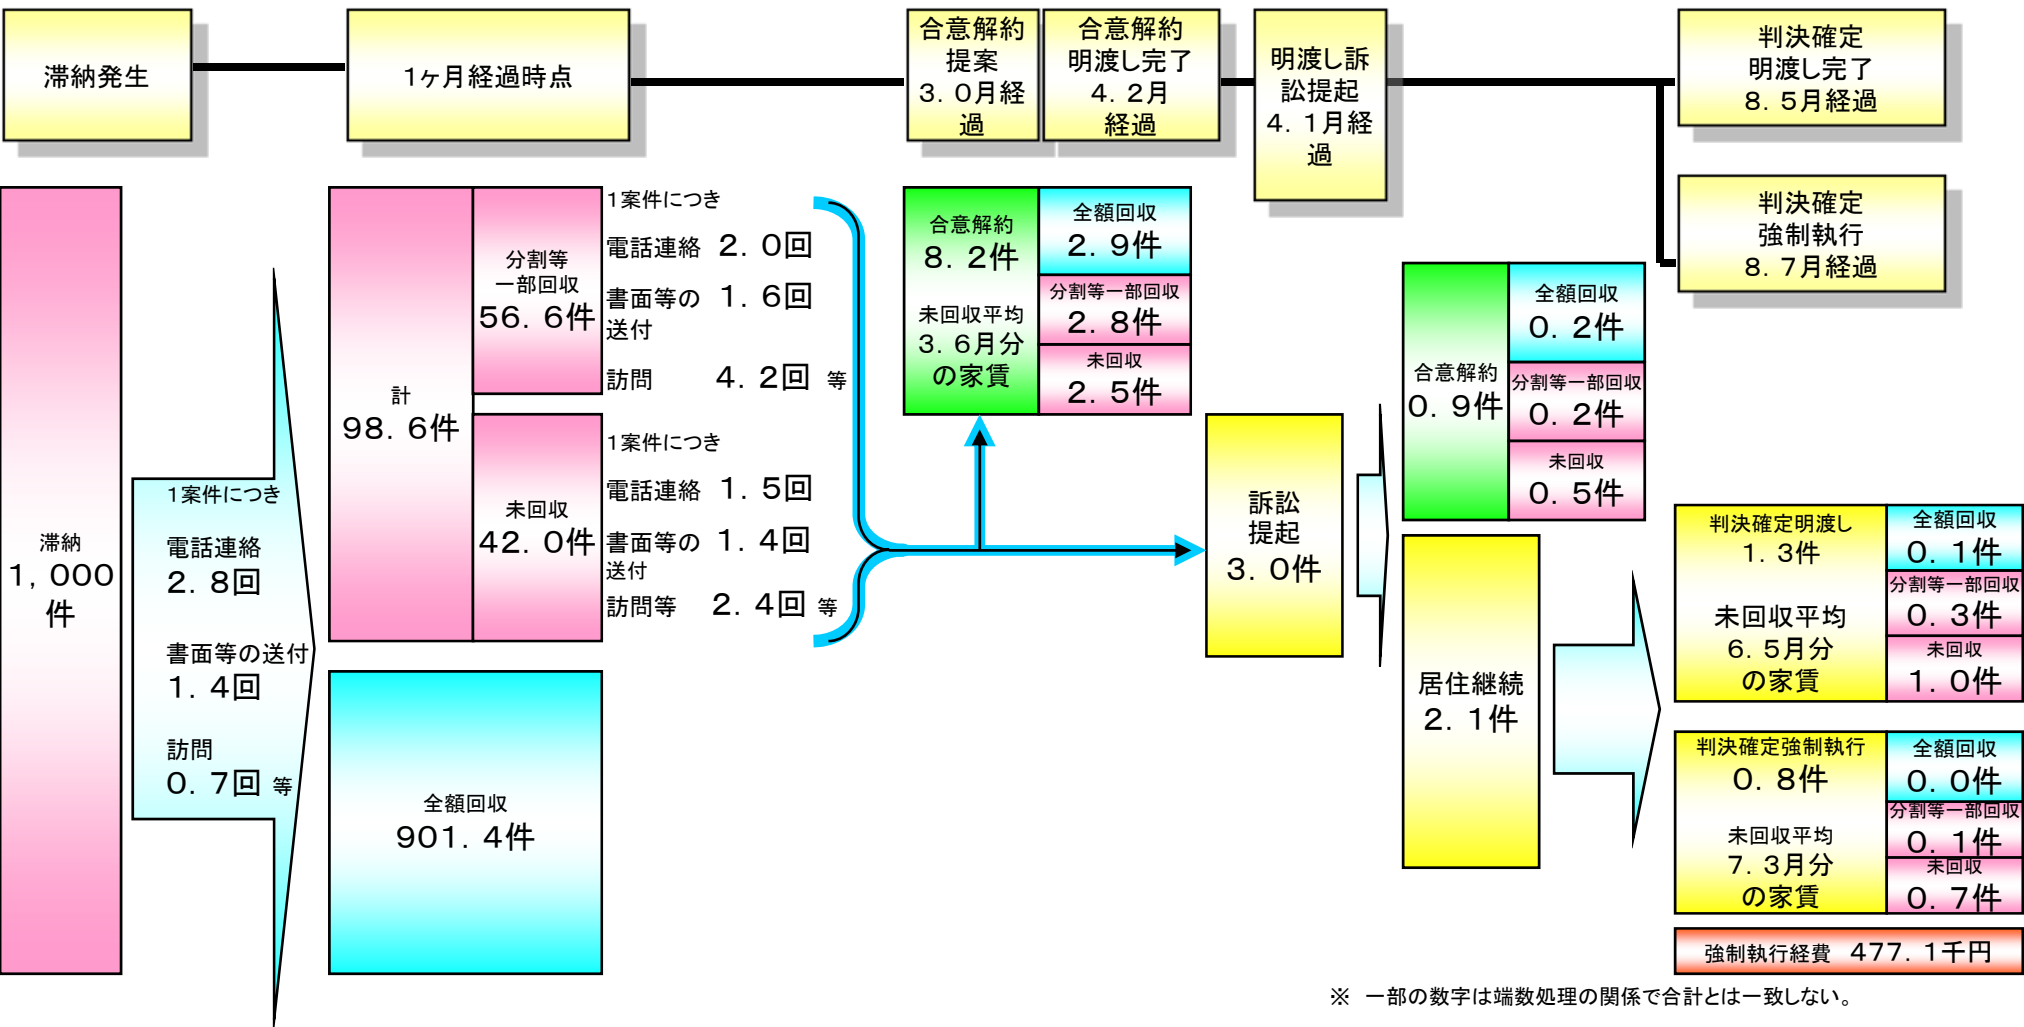 滞納発生
1ヶ月経過時点
合意解約
提案
3.0月経
過
合意解約
明渡し完了
4.2月
経過
明渡し訴
訟提起
4.1月経
過
判決確定
明渡し完了
8.5月経過
判決確定
強制執行
8.7月経過
滞納
1,000
件
1案件につき
電話連絡
2.8回
書面等の送付
1.4回
訪問
0.7回 等
計
98.6件
分割等
一部回収
56.6件
未回収
42.0件
全額回収
901.4件
1案件につき
電話連絡 2.0回
書面等の 1.6回
送付
訪問 4.2回 等
1案件につき
電話連絡 1.5回
書面等の 1.4回
送付
訪問等 2.4回 等
合意解約
8.2件
未回収平均
3.6月分
の家賃
全額回収
2.9件
分割等一部回収
2.8件
未回収
2.5件
訴訟
提起
3.0件
合意解約
0.9件
全額回収
0.2件
分割等一部回収
0.2件
未回収
0.5件
居住継続
2.1件
判決確定明渡し
1.3件
未回収平均
6.5月分
の家賃
全額回収
0.1件
分割等一部回収
0.3件
未回収
1.0件
判決確定強制執行
0.8件
未回収平均
7.3月分
の家賃
全額回収
0.0件
分割等一部回収
0.1件
未回収
0.7件
強制執行経費 477.1千円
※ 一部の数字は端数処理の関係で合計とは一致しない。